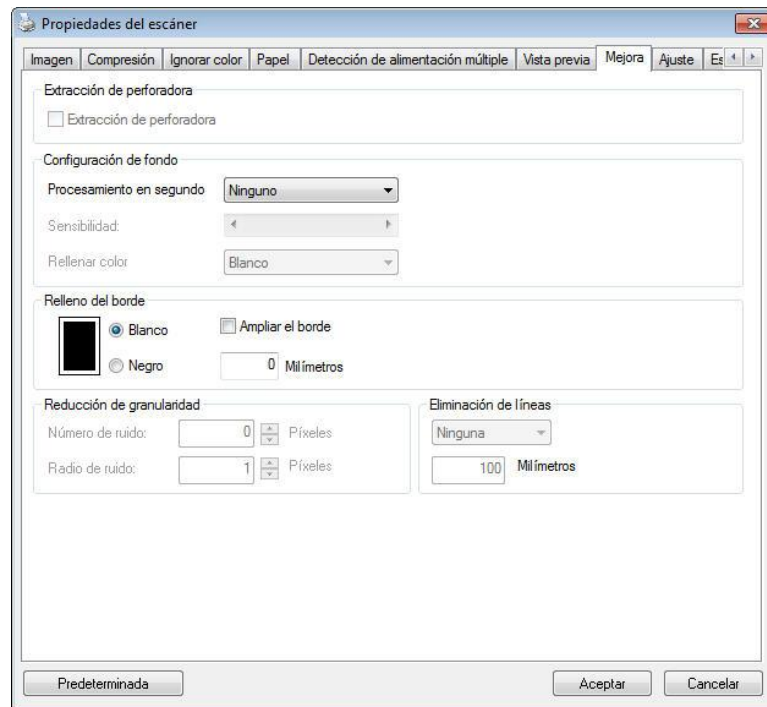 Propiedades del escáner
Imagen Compresión Ignorar color Papel Detección de alimentación múltiple Vista previa Mejora Ajuste Es
Extracción de perforadora
Extracción de perforadora
Configuración de fondo
Procesamiento en segundo Ninguno
Sensibilidad:
Rellenar color Blanco
Relleno del borde
Blanco Ampliar el borde
Negro 0 Milímetros
Reducción de granularidad Eliminación de líneas
Número de ruido: 0 Píxeles Ninguna
Radio de ruido: 1 Píxeles 100 Milímetros
Predeterminada Aceptar Cancelar